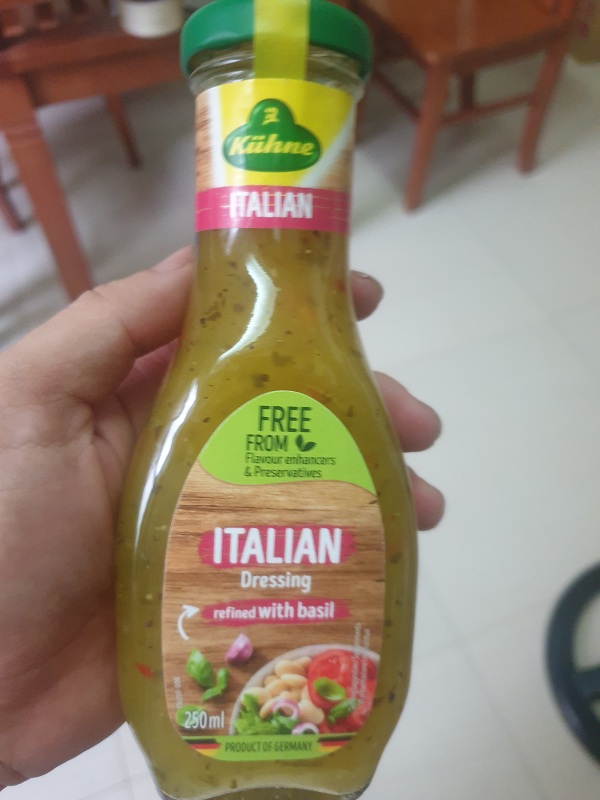 Kühne
ITALIAN
FREE
FROM
Flavour enhancers
& Preservatives
ITALIAN
Dressing
refined with basil
250ml
PRODUCT OF GERMANY